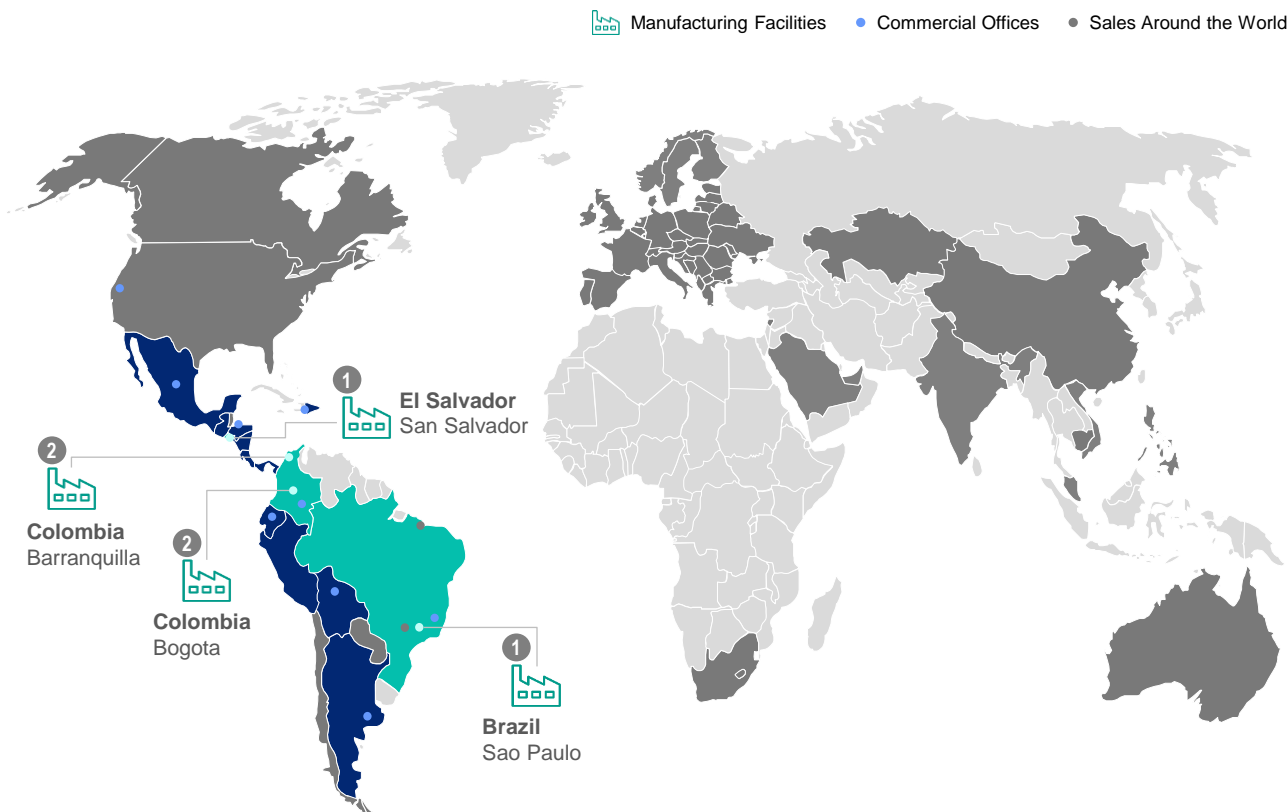 Manufacturing Facilities
Commercial Offices
Sales Around the World
1
El Salvador
San Salvador
2
Colombia
Barranquilla
2
Colombia
Bogota
1
Brazil
Sao Paulo